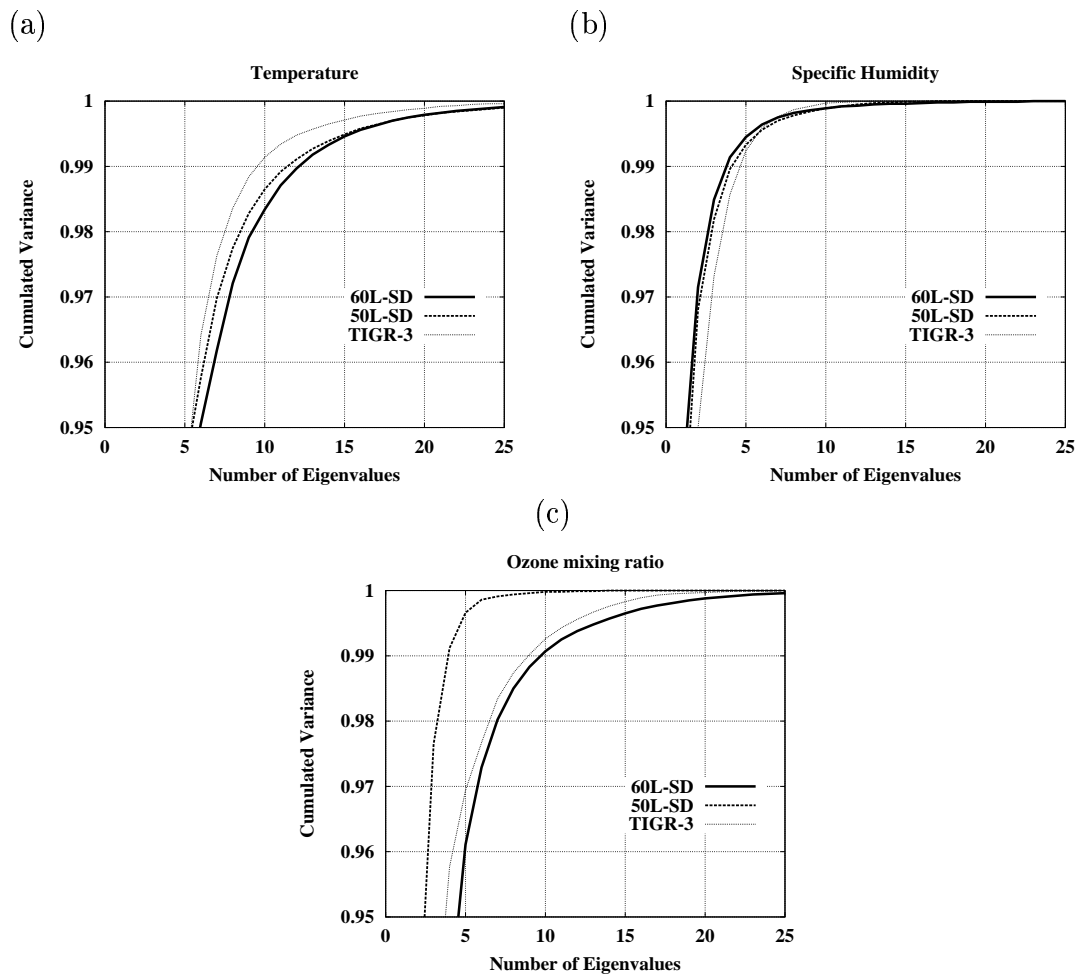 (a)
Temperature
1
0.99
0.98
0.97
0.96
0.95
Cumulated Variance
60L-SD
50L-SD
TIGR-3
0 5 10 15 20 25
Number of Eigenvalues
(b)
Specific Humidity
1
0.99
0.98
0.97
0.96
0.95
Cumulated Variance
60L-SD
50L-SD
TIGR-3
0 5 10 15 20 25
Number of Eigenvalues
(c)
Ozone mixing ratio
1
0.99
0.98
0.97
0.96
0.95
Cumulated Variance
60L-SD
50L-SD
TIGR-3
0 5 10 15 20 25
Number of Eigenvalues